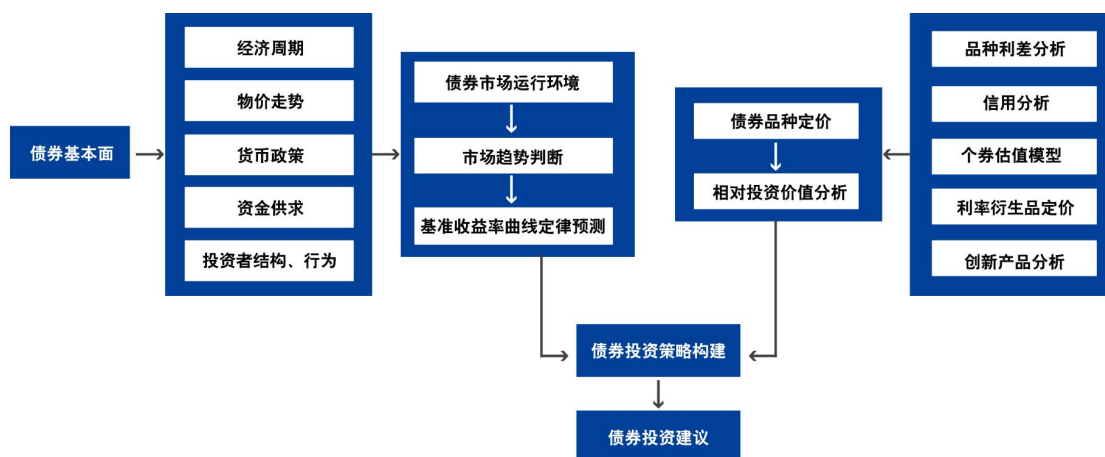 债券基本面
经济周期
物价走势
货币政策
资金供求
投资者结构、行为
债券市场运行环境
市场趋势判断
基准收益率曲线定律预测
债券品种定价
相对投资价值分析
品种利差分析
信用分析
个券估值模型
利率衍生品定价
创新产品分析
债券投资策略构建
债券投资建议